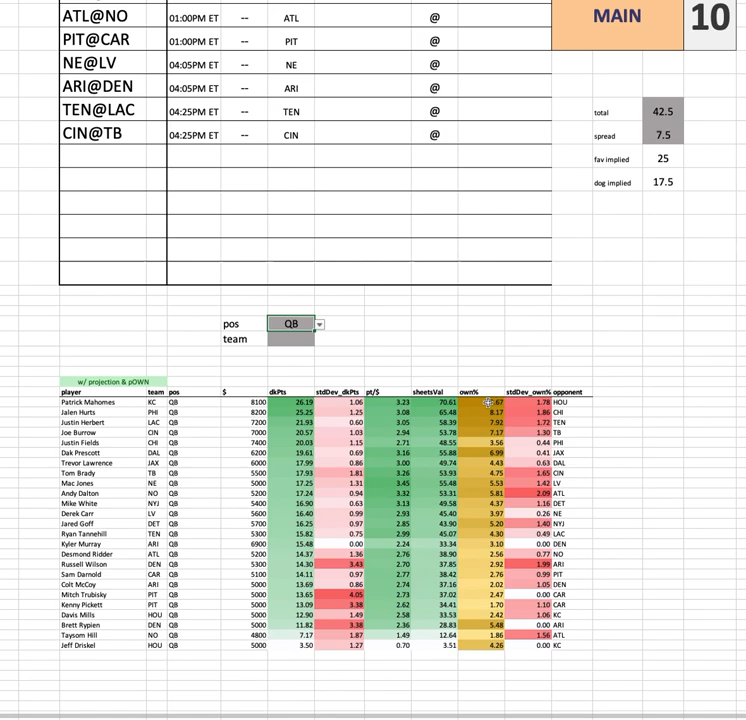 ATL@NO 01:00PM ET -- ATL @ MAIN 10
PIT@CAR 01:00PM ET -- PIT @
NE@LV 04:05PM ET -- NE @
ARI@DEN 04:05PM ET -- ARI @
TEN@LAC 04:25PM ET -- TEN @ total 42.5
CIN@TB 04:25PM ET -- CIN @ spread 7.5
fav implied 25
dog implied 17.5
pos QB
team
w/ projection & pOWN
player team pos $ dkPts stdDev_dkPts pt/$ sheetsVal own% stdDev_own% opponent
Patrick Mahomes KC QB 8100 26.19 1.06 3.23 70.61 .67 1.78 HOU
Jalen Hurts PHI QB 8200 25.25 1.25 3.08 65.48 8.17 1.86 CHI
Justin Herbert LAC QB 7200 21.93 0.60 3.05 58.39 7.92 1.72 TEN
Joe Burrow CIN QB 7000 20.57 1.03 2.94 53.78 7.17 1.30 TB
Justin Fields CHI QB 7400 20.03 1.15 2.71 48.55 3.56 0.44 PHI
Dak Prescott DAL QB 6200 19.61 0.69 3.16 55.88 6.99 0.41 JAX
Trevor Lawrence JAX QB 6000 17.99 0.86 3.00 49.74 4.43 0.63 DAL
Tom Brady TB QB 5500 17.93 1.81 3.26 53.93 4.75 1.65 CIN
Mac Jones NE QB 5000 17.25 1.31 3.45 55.48 5.53 1.42 LV
Andy Dalton NO QB 5200 17.24 0.94 3.32 53.31 5.81 2.09 ATL
Mike White NYJ QB 5400 16.90 0.63 3.13 49.58 4.37 1.16 DET
Derek Carr LV QB 5600 16.40 0.99 2.93 45.40 3.97 0.26 NE
Jared Goff DET QB 5700 16.25 0.97 2.85 43.90 5.20 1.40 NYJ
Ryan Tannehill TEN QB 5300 15.82 0.75 2.99 45.07 4.30 0.49 LAC
Kyler Murray ARI QB 6900 15.48 0.00 2.24 33.34 3.10 0.00 DEN
Desmond Ridder ATL QB 5200 14.37 1.36 2.76 38.90 2.56 0.77 NO
Russell Wilson DEN QB 5300 14.30 3.43 2.70 37.85 2.92 1.99 ARI
Sam Darnold CAR QB 5100 14.11 0.97 2.77 38.42 2.76 0.99 PIT
Colt McCoy ARI QB 5000 13.69 0.86 2.74 37.16 2.02 1.05 DEN
Mitch Trubisky PIT QB 5000 13.65 4.05 2.73 37.02 2.47 0.00 CAR
Kenny Pickett PIT QB 5000 13.09 3.38 2.62 34.41 1.70 1.10 CAR
Davis Mills HOU QB 5000 12.90 1.49 2.58 33.53 2.42 1.06 KC
Brett Rypien DEN QB 5000 11.82 3.38 2.36 28.83 5.48 0.00 ARI
Taysom Hill NO QB 4800 7.17 1.87 1.49 12.64 1.86 1.56 ATL
Jeff Driskel HOU QB 5000 3.50 1.27 0.70 3.51 4.26 0.00 KC